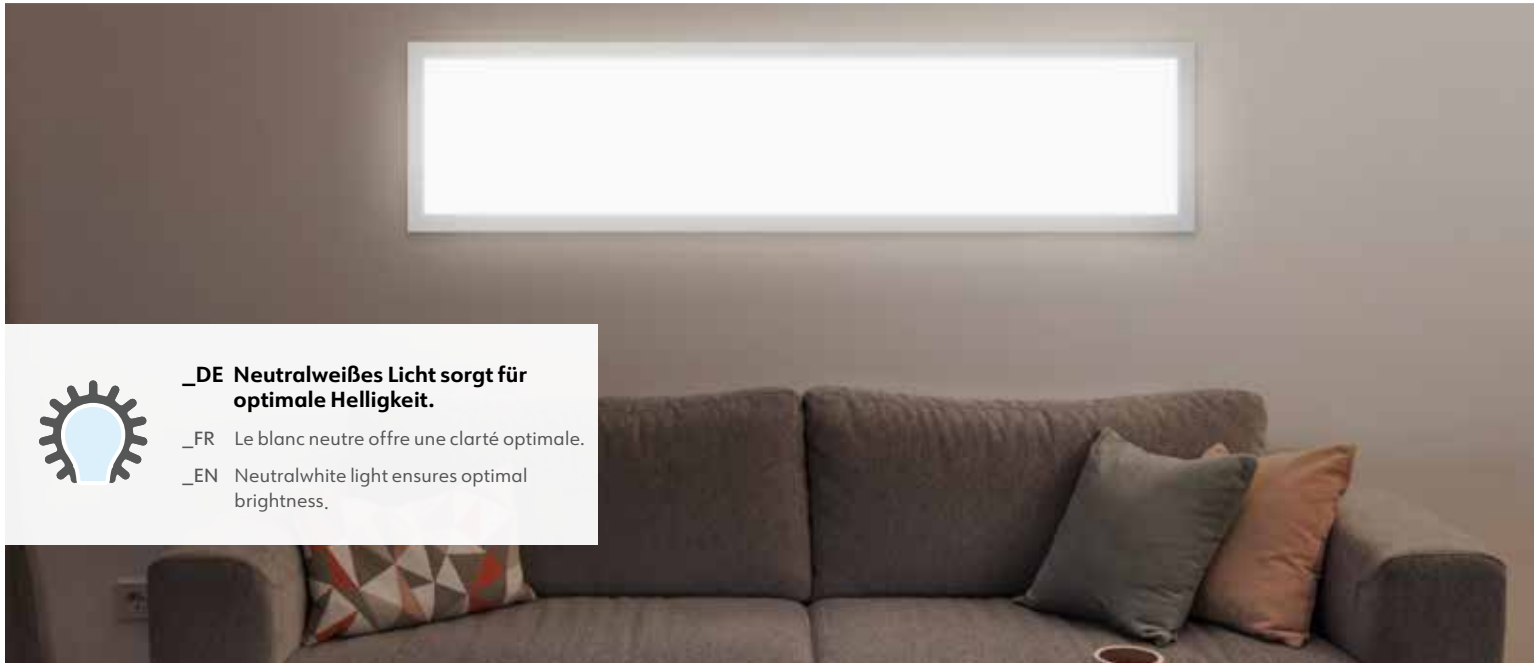 _DE Neutralweißes Licht sorgt für
optimale Helligkeit.
_FR Le blanc neutre offre une clarté optimale.
_EN Neutralwhite light ensures optimal
brightness.